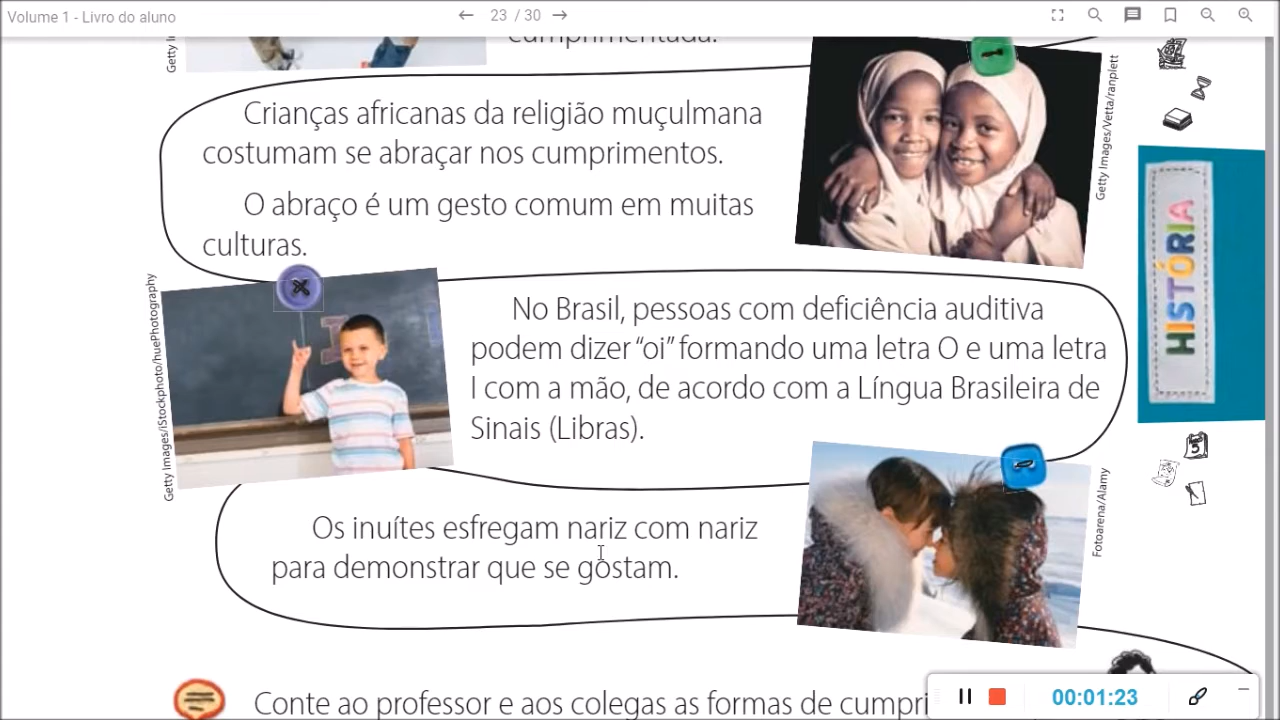 Volume 1 - Livro do aluno
23 / 30
cumprimentada.
Crianças africanas da religião muçulmana
costumam se abraçar nos cumprimentos.
O abraço é um gesto comum em muitas
culturas.
Getty Images/Vetta/ranplett
HISTÓRIA
Getty Images/iStockphoto/huePhotography
No Brasil, pessoas com deficiência auditiva
podem dizer “oi” formando uma letra O e uma letra
I com a mão, de acordo com a Língua Brasileira de
Sinais (Libras).
5
Os inuítes esfregam nariz com nariz
para demonstrar que se gostam.
Fotoarena/Alamy
Conte ao professor e aos colegas as formas de cumpri
00:01:23